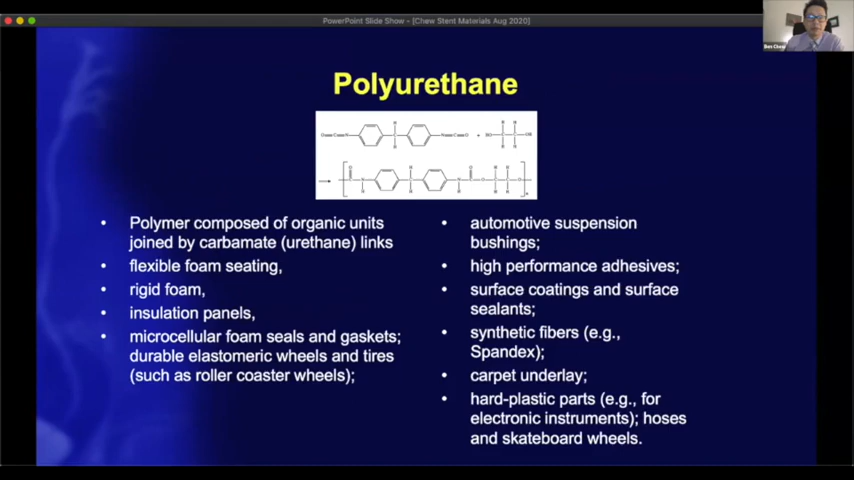 PowerPoint Slide Show - [Chew Stent Materials Aug 2020]
Ben Chew
Polyurethane
• Polymer composed of organic units
joined by carbamate (urethane) links
• flexible foam seating,
• rigid foam,
• insulation panels,
• microcellular foam seals and gaskets;
durable elastomeric wheels and tires
(such as roller coaster wheels);
• automotive suspension
bushings;
• high performance adhesives;
• surface coatings and surface
sealants;
• synthetic fibers (e.g.,
Spandex);
• carpet underlay;
• hard-plastic parts (e.g., for
electronic instruments); hoses
and skateboard wheels.